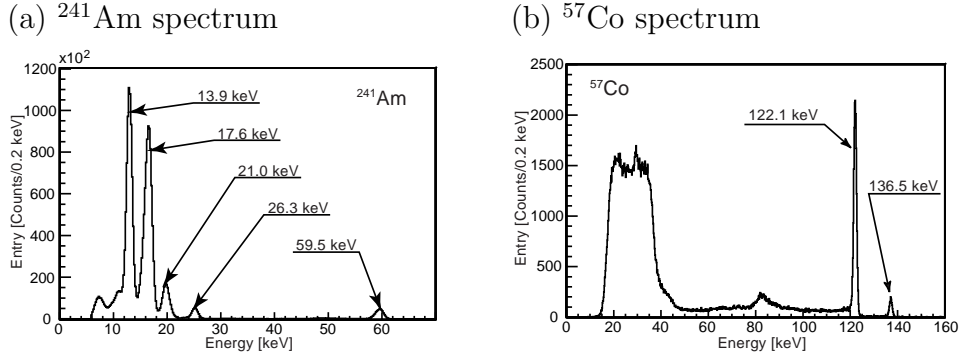 (a) ²⁴¹Am spectrum
×10²
1200
1000
800
600
400
200
0
Entry [Counts/0.2 keV]
²⁴¹Am
13.9 keV
17.6 keV
21.0 keV
26.3 keV
59.5 keV
0 10 20 30 40 50 60
Energy [keV]
(b) ⁵⁷Co spectrum
2500
2000
1500
1000
500
0
Entry [Counts/0.2 keV]
⁵⁷Co
122.1 keV
136.5 keV
0 20 40 60 80 100 120 140 160
Energy [keV]